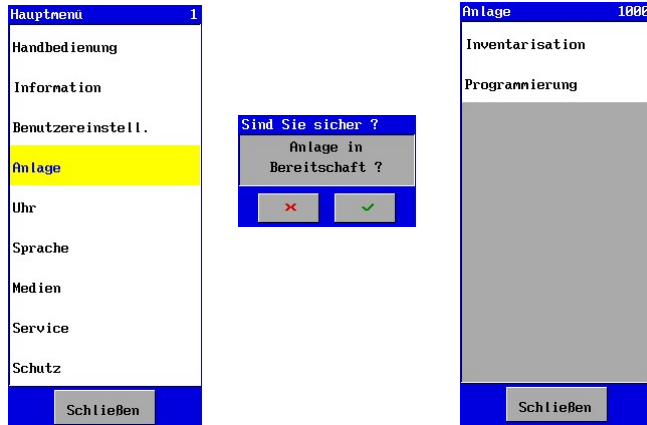 Hauptmenü 1
Handbedienung
Information
Benutzereinstell.
Anlage
Uhr
Sprache
Medien
Service
Schutz
Schließen
Sind Sie sicher ?
Anlage in
Bereitschaft ?
Anlage 1000
Inventarisation
Programmierung
Schließen